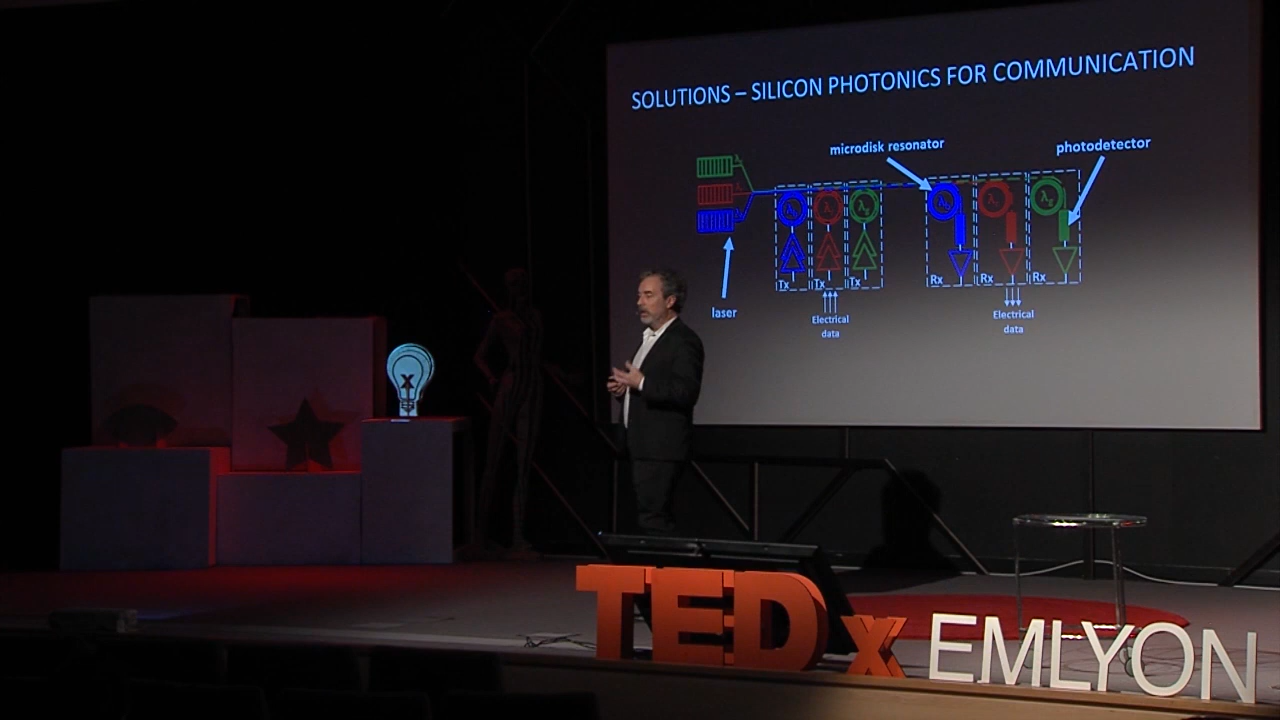 SOLUTIONS – SILICON PHOTONICS FOR COMMUNICATION
microdisk resonator
photodetector
laser
Tx
Tx
Tx
Rx
Rx
Rx
Electrical
data
Electrical
data
X
TEDx EMLYON